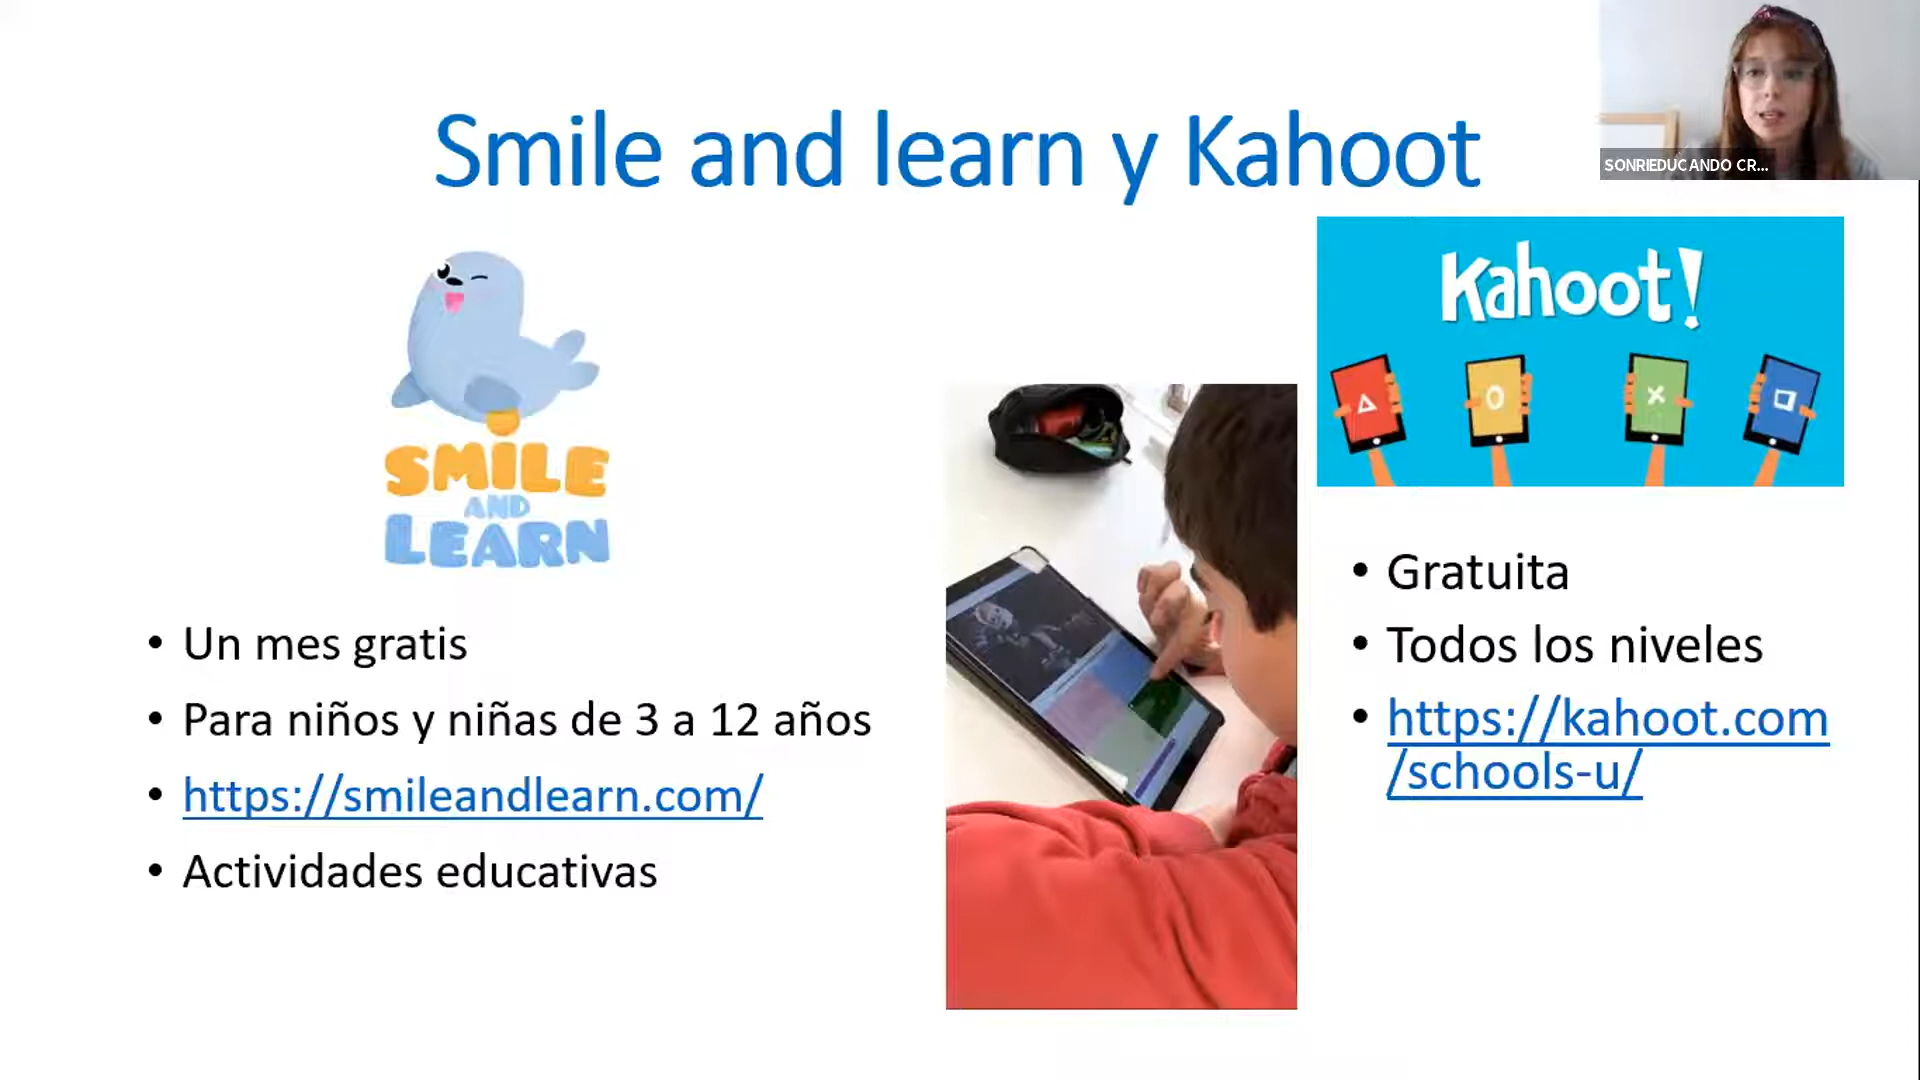 Smile and learn y Kahoot
SONRIEDUCANDO CR...
SMILE
AND
LEARN
• Un mes gratis
• Para niños y niñas de 3 a 12 años
• https://smileandlearn.com/
• Actividades educativas
Kahoot!
• Gratuita
• Todos los niveles
• https://kahoot.com
/schools-u/